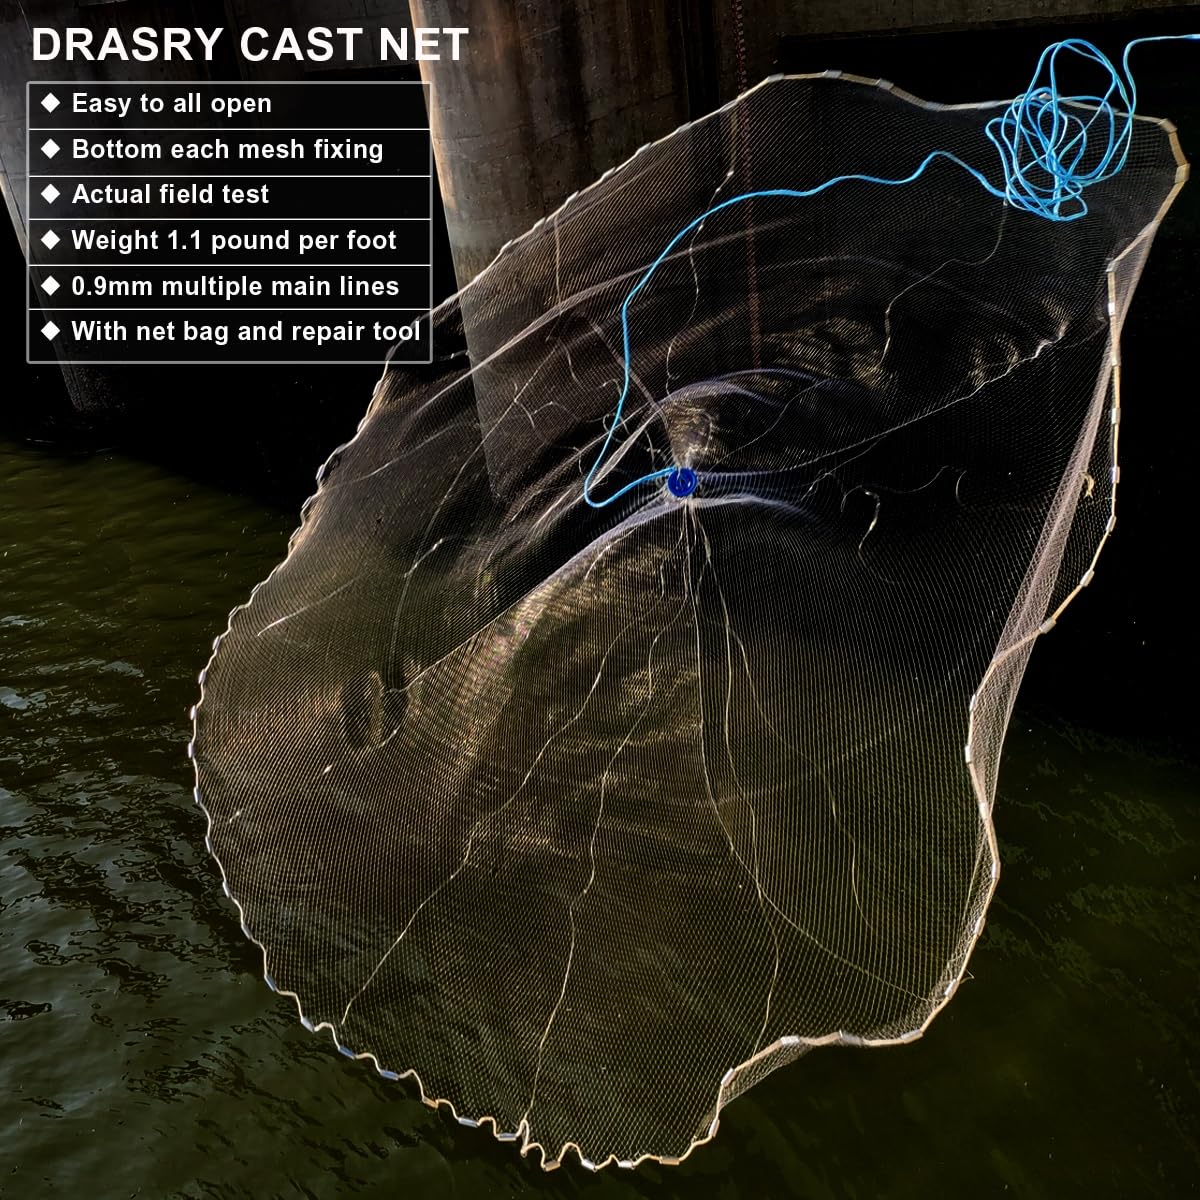 DRASRY CAST NET
◆ Easy to all open
◆ Bottom each mesh fixing
◆ Actual field test
◆ Weight 1.1 pound per foot
◆ 0.9mm multiple main lines
◆ With net bag and repair tool